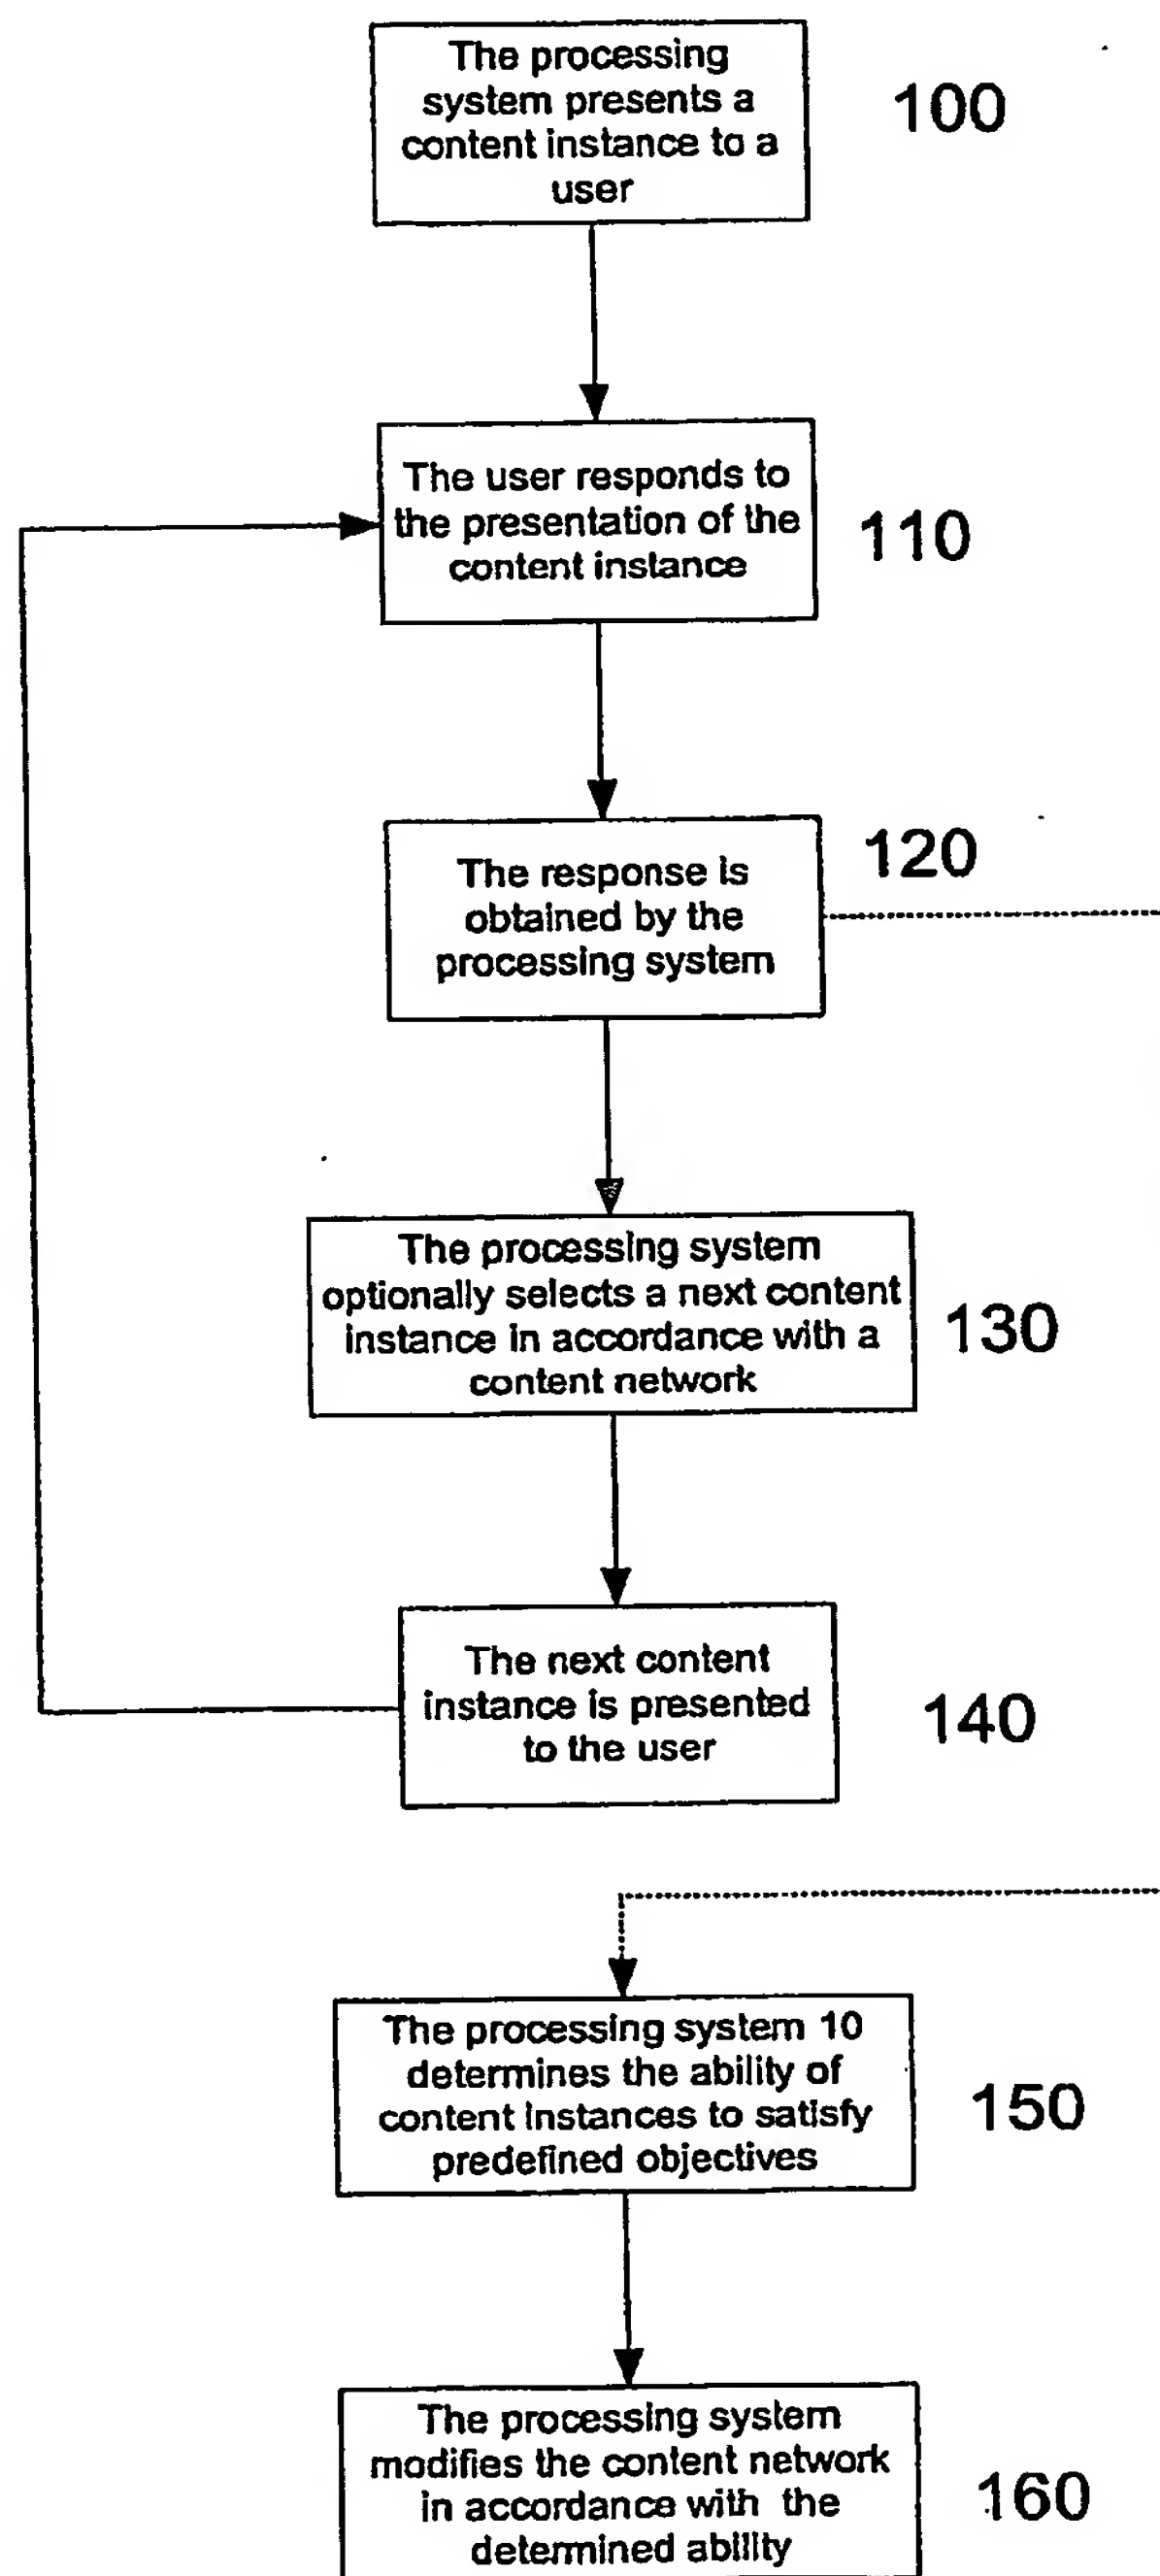 The processing
system presents a
content instance to a
user
100
The user responds to
the presentation of the
content instance
110
The response is
obtained by the
processing system
120
The processing system
optionally selects a next content
instance in accordance with a
content network
130
The next content
instance is presented
to the user
140
The processing system 10
determines the ability of
content instances to satisfy
predefined objectives
150
The processing system
modifies the content network
in accordance with the
determined ability
160